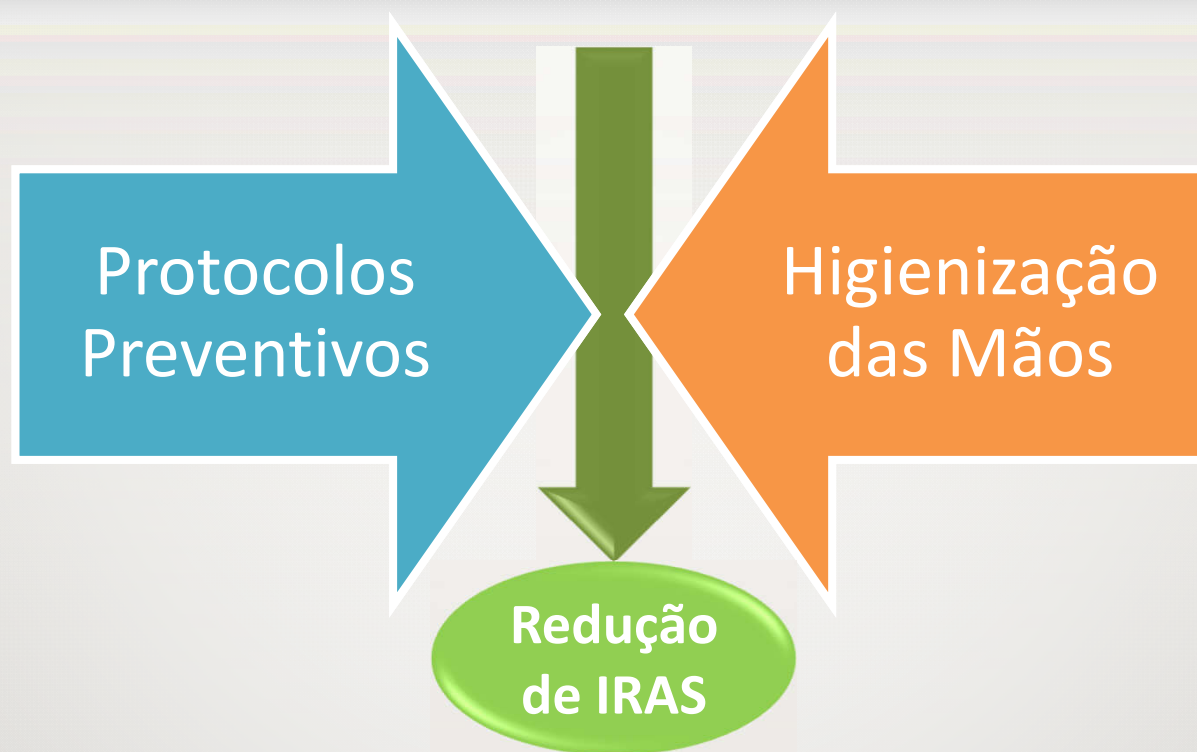 Protocolos
Preventivos
Higienização
das Mãos
Redução
de IRAS